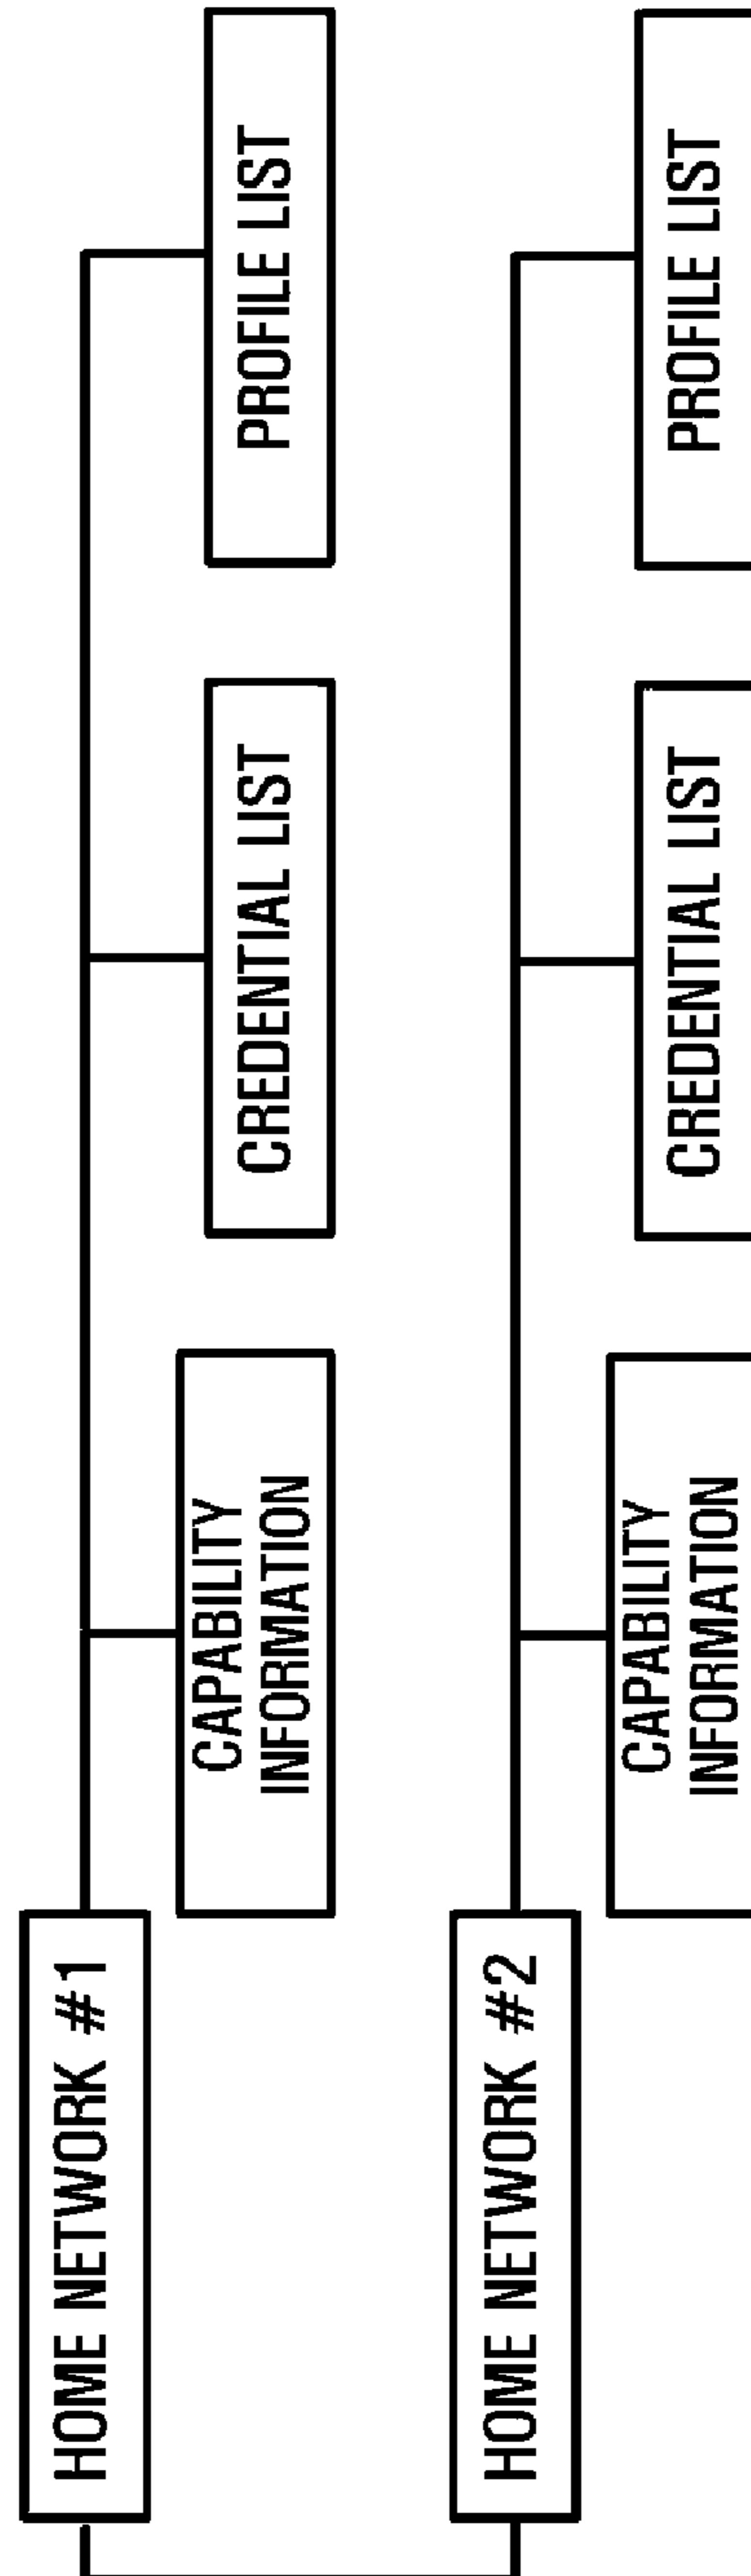 HOME NETWORK #1
CAPABILITY
INFORMATION
CREDENTIAL LIST
PROFILE LIST
HOME NETWORK #2
CAPABILITY
INFORMATION
CREDENTIAL LIST
PROFILE LIST